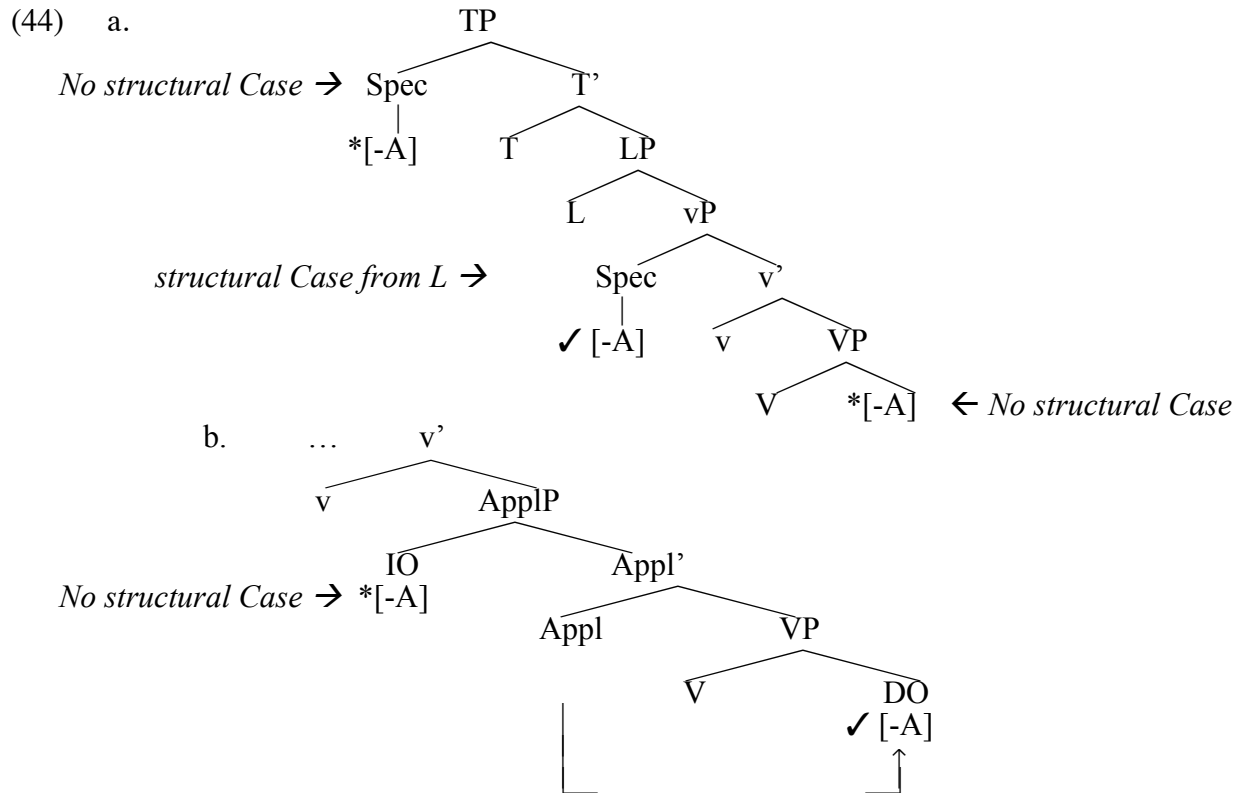 (44) a. TP
No structural Case → Spec T’
*[-A] T LP
L vP
structural Case from L → Spec v’
✓ [-A] v VP
V *[-A] ← No structural Case
b. … v’
v ApplP
IO Appl’
No structural Case → *[-A]
Appl VP
V DO
✓ [-A]